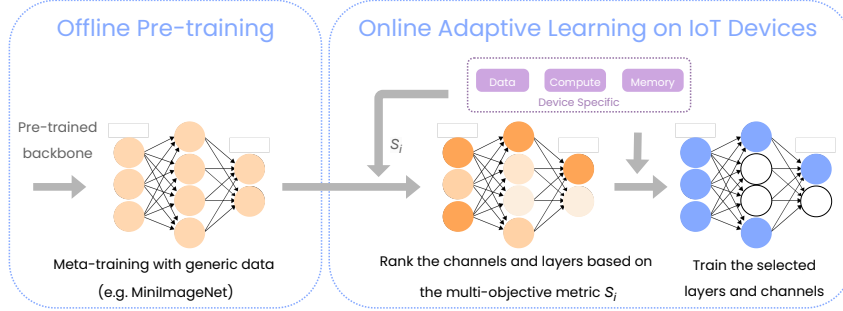 Offline Pre-training
Online Adaptive Learning on IoT Devices
Data
Compute
Memory
Device Specific
Pre-trained
backbone
Si
Meta-training with generic data
(e.g. MiniImageNet)
Rank the channels and layers based on
the multi-objective metric Si
Train the selected
layers and channels